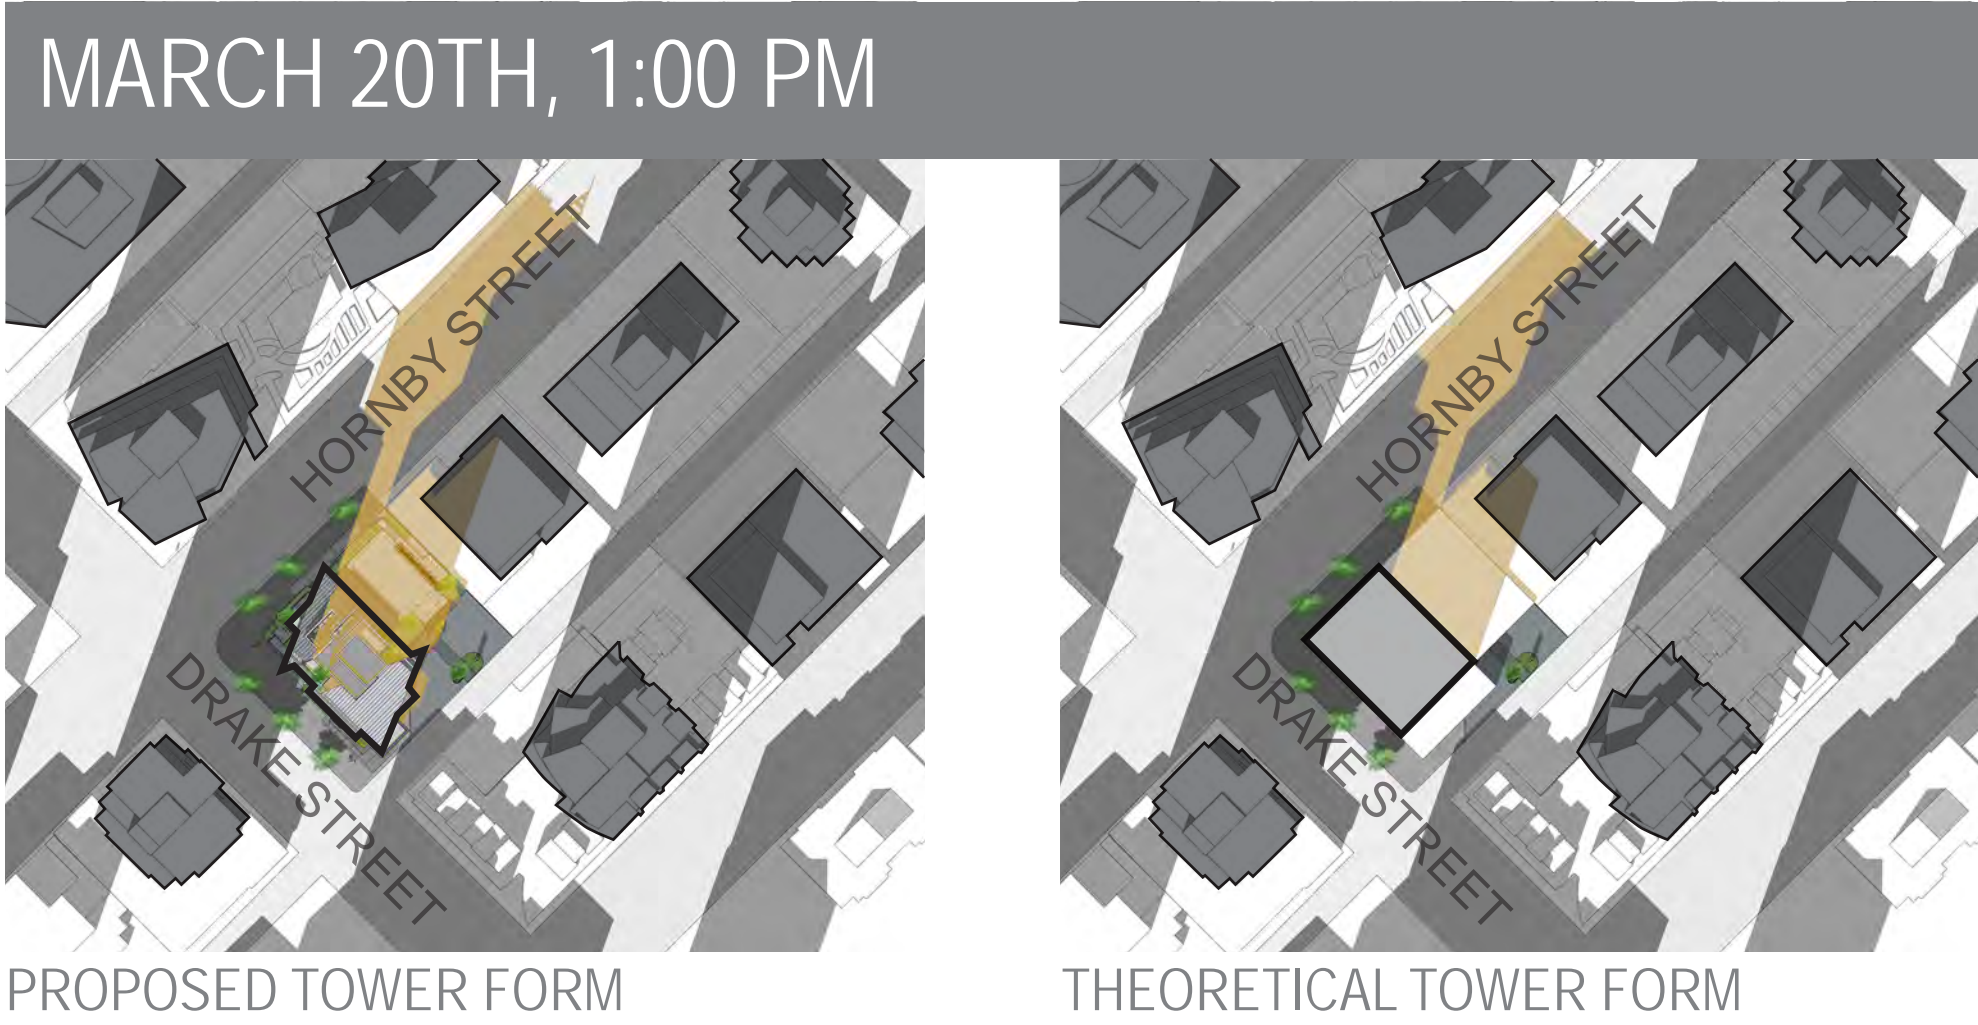 MARCH 20TH, 1:00 PM
HORNBY STREET
DRAKE STREET
PROPOSED TOWER FORM
HORNBY STREET
DRAKE STREET
THEORETICAL TOWER FORM